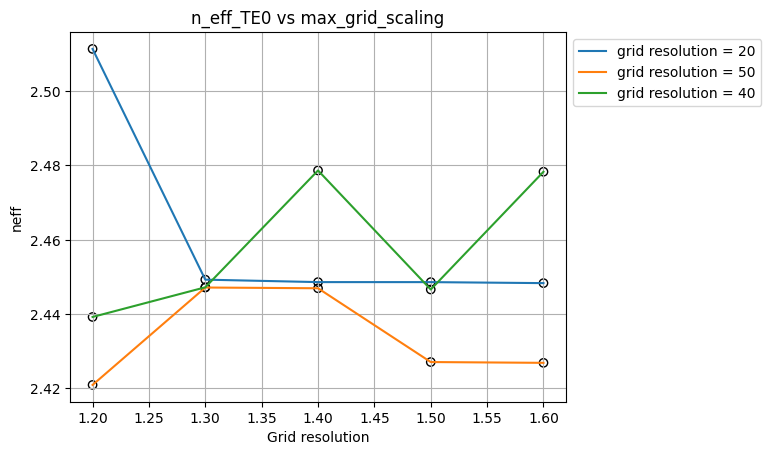 n_eff_TE0 vs max_grid_scaling
grid resolution = 20
grid resolution = 50
grid resolution = 40
neff
2.50
2.48
2.46
2.44
2.42
1.20 1.25 1.30 1.35 1.40 1.45 1.50 1.55 1.60
Grid resolution